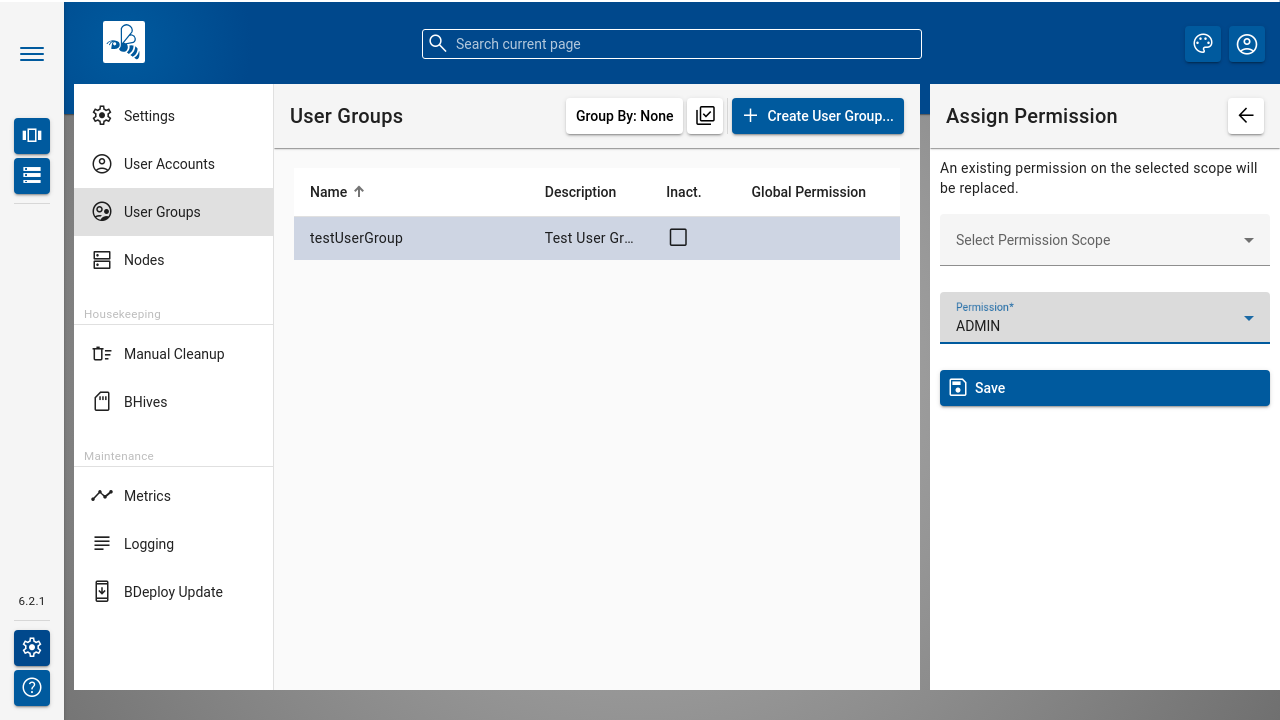 Search current page
Settings
User Accounts
User Groups
Nodes
Housekeeping
Manual Cleanup
BHives
Maintenance
Metrics
Logging
BDeploy Update
6.2.1
User Groups
Group By: None
Create User Group...
Name
Description
Inact.
Global Permission
testUserGroup
Test User Gr…
Assign Permission
An existing permission on the selected scope will
be replaced.
Select Permission Scope
Permission*
ADMIN
Save